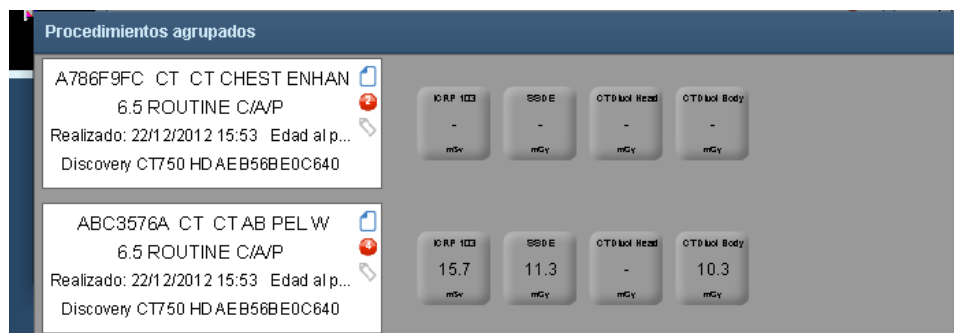 Procedimientos agrupados
A786F9FC CT CT CHEST ENHAN
2
6.5 ROUTINE C/A/P
Realizado: 22/12/2012 15:53 Edad al p...
Discovery CT750 HD AEB56BE0C640
ICRP 103 SSDE CTDIvol Head CTDIvol Body
- - - -
mSv mGy mGy mGy
ABC3576A CT CT AB PEL W
4
6.5 ROUTINE C/A/P
Realizado: 22/12/2012 15:53 Edad al p...
Discovery CT750 HD AEB56BE0C640
ICRP 103 SSDE CTDIvol Head CTDIvol Body
15.7 11.3 - 10.3
mSv mGy mGy mGy